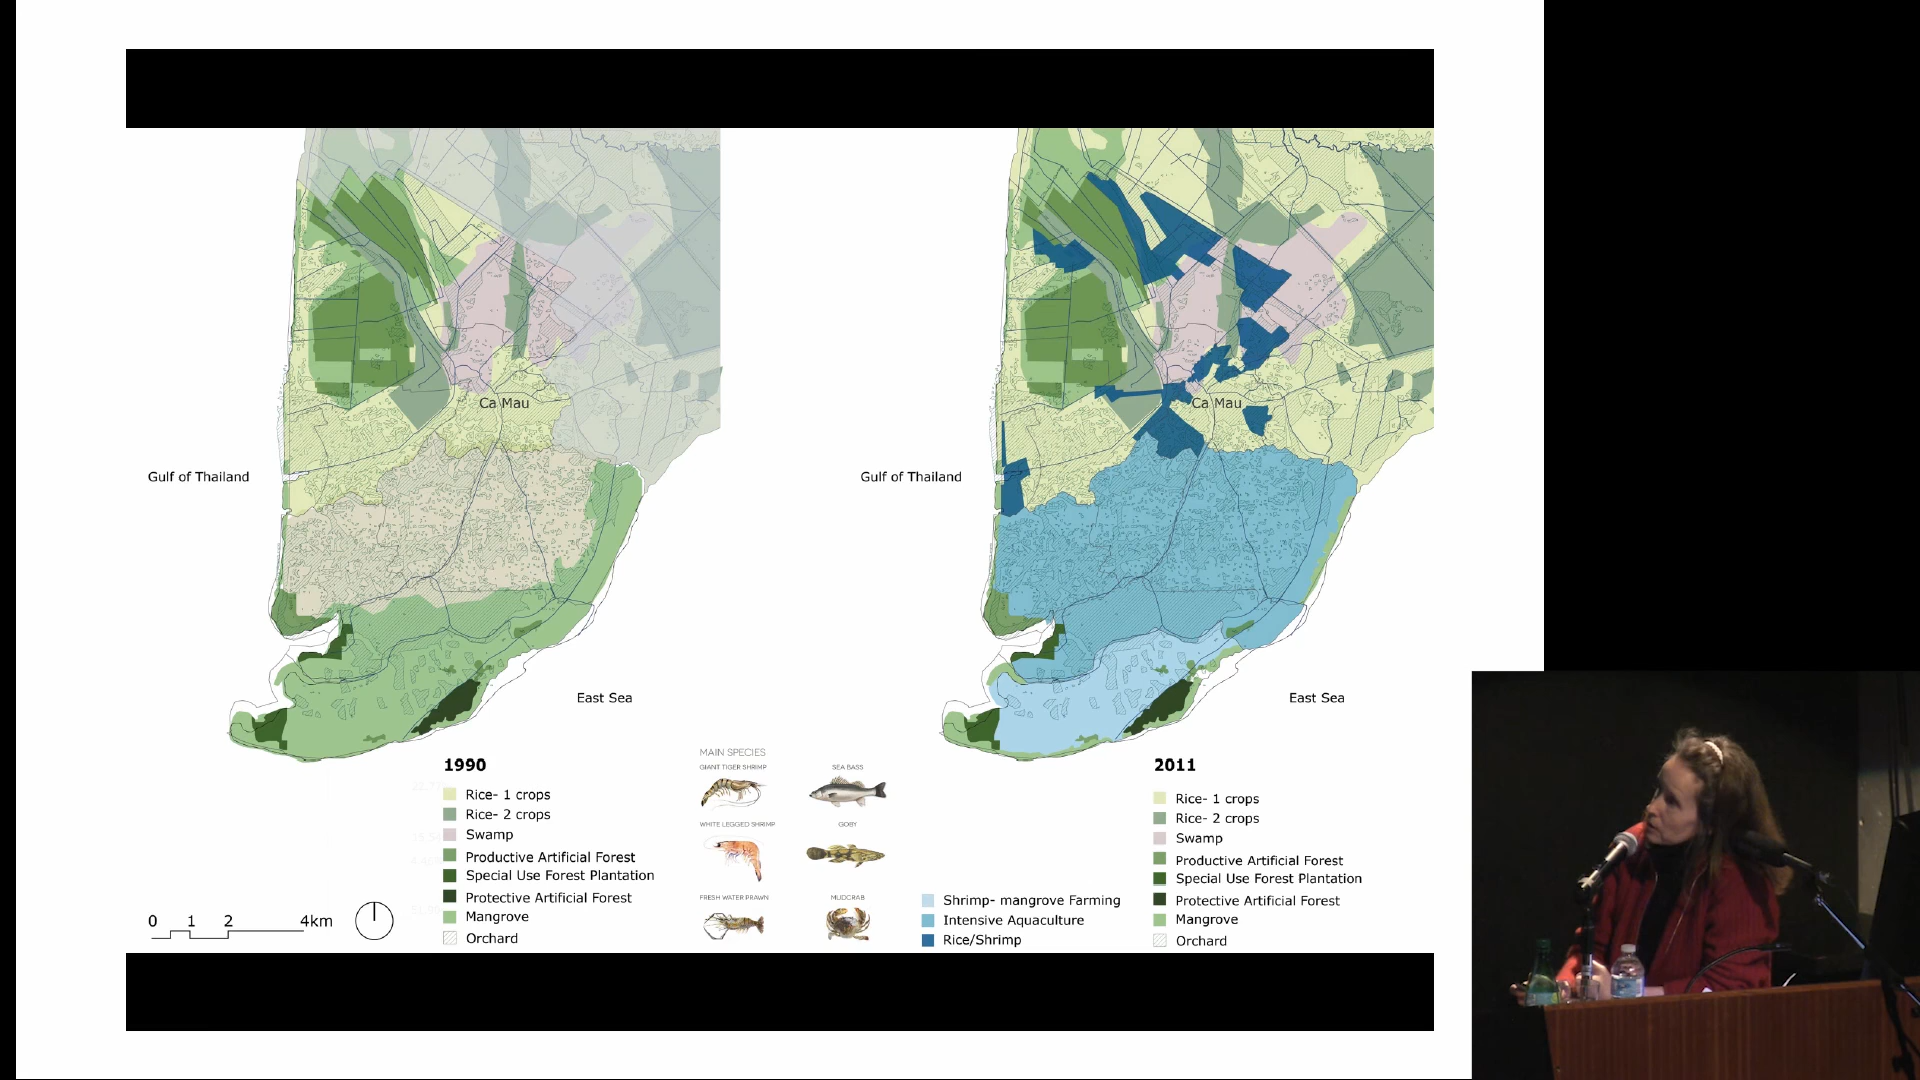 Ca Mau
Gulf of Thailand
East Sea
Ca Mau
Gulf of Thailand
East Sea
1990
Rice- 1 crops
Rice- 2 crops
Swamp
Productive Artificial Forest
Special Use Forest Plantation
Protective Artificial Forest
Mangrove
Orchard
0 1 2 4km
MAIN SPECIES
GIANT TIGER SHRIMP
SEA BASS
WHITE LEGGED SHRIMP
GOBY
FRESH WATER PRAWN
MUDCRAB
Shrimp- mangrove Farming
Intensive Aquaculture
Rice/Shrimp
2011
Rice- 1 crops
Rice- 2 crops
Swamp
Productive Artificial Forest
Special Use Forest Plantation
Protective Artificial Forest
Mangrove
Orchard